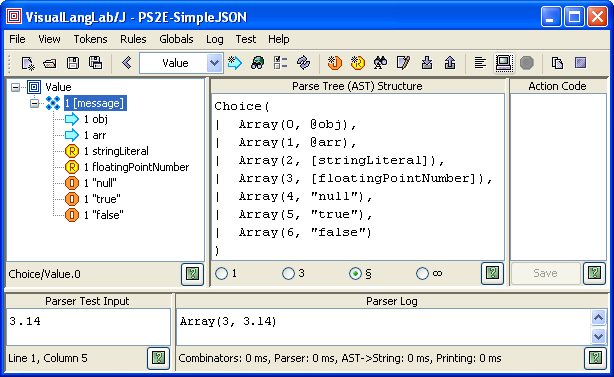 VisualLangLab/J - PS2E-SimpleJSON
File View Tokens Rules Globals Log Test Help
Value
Value
1 [message]
1 obj
1 arr
1 stringLiteral
1 floatingPointNumber
1 "null"
1 "true"
1 "false"
Choice/Value.0
Parse Tree (AST) Structure
Choice(
| Array(0, @obj),
| Array(1, @arr),
| Array(2, [stringLiteral]),
| Array(3, [floatingPointNumber]),
| Array(4, "null"),
| Array(5, "true"),
| Array(6, "false")
)
1 3 § ∞
Action Code
Save
Parser Test Input
3.14
Line 1, Column 5
Parser Log
Array(3, 3.14)
Combinators: 0 ms, Parser: 0 ms, AST->String: 0 ms, Printing: 0 ms